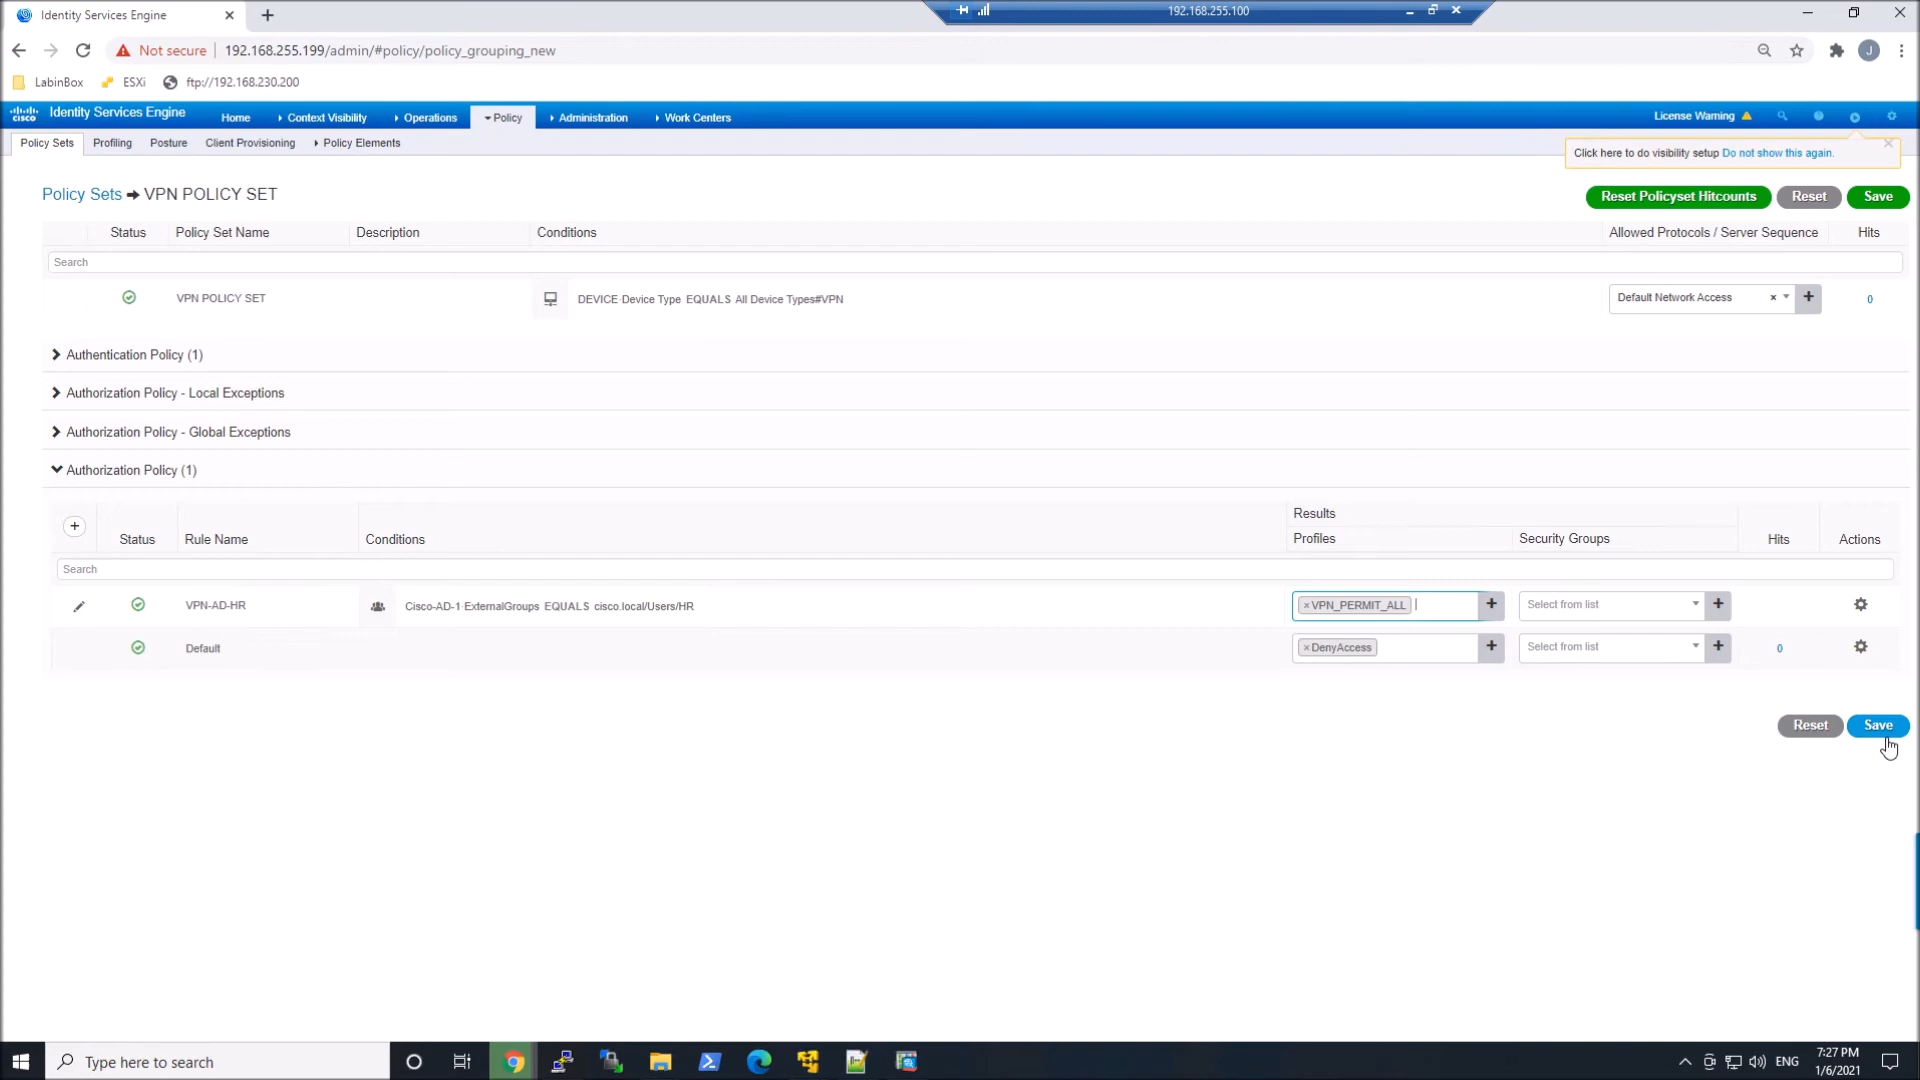 Identity Services Engine
192.168.255.100
Not secure 192.168.255.199/admin/#policy/policy_grouping_new
J
LabinBox ESXi ftp://192.168.230.200
cisco Identity Services Engine Home Context Visibility Operations Policy Administration Work Centers License Warning
Policy Sets Profiling Posture Client Provisioning Policy Elements
Click here to do visibility setup Do not show this again.
Policy Sets VPN POLICY SET
Reset Policyset Hitcounts Reset Save
Status Policy Set Name Description Conditions Allowed Protocols / Server Sequence Hits
Search
VPN POLICY SET DEVICE·Device Type EQUALS All Device Types#VPN Default Network Access × + 0
Authentication Policy (1)
Authorization Policy - Local Exceptions
Authorization Policy - Global Exceptions
Authorization Policy (1)
Results
+ Status Rule Name Conditions Profiles Security Groups Hits Actions
Search
VPN-AD-HR Cisco-AD-1·ExternalGroups EQUALS cisco.local/Users/HR ×VPN_PERMIT_ALL + Select from list +
Default ×DenyAccess + Select from list + 0
Reset Save
Type here to search
ENG
7:27 PM
1/6/2021